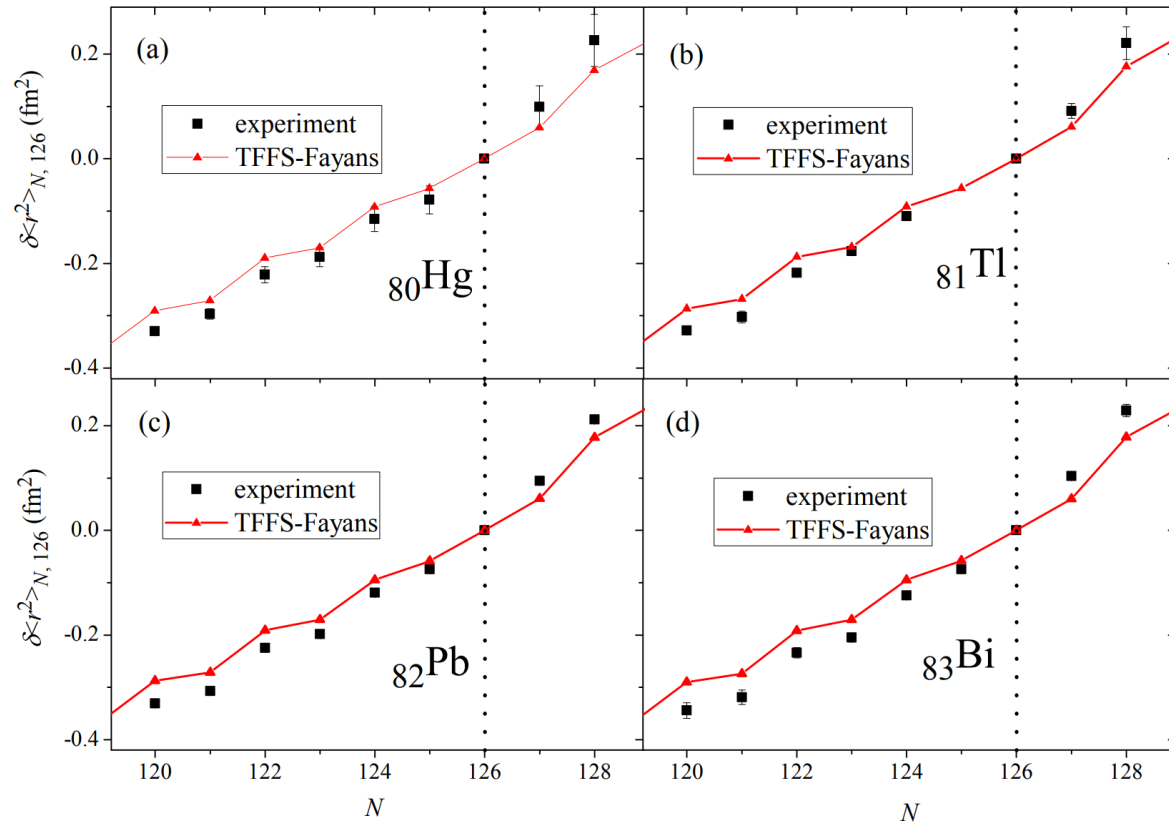 (a)
experiment
TFFS-Fayans
₈₀Hg
δ<r²>N, 126 (fm²)
0.2
0.0
-0.2
-0.4
(b)
experiment
TFFS-Fayans
₈₁Tl
(c)
experiment
TFFS-Fayans
₈₂Pb
δ<r²>N, 126 (fm²)
0.2
0.0
-0.2
-0.4
120 122 124 126 128
N
(d)
experiment
TFFS-Fayans
₈₃Bi
120 122 124 126 128
N